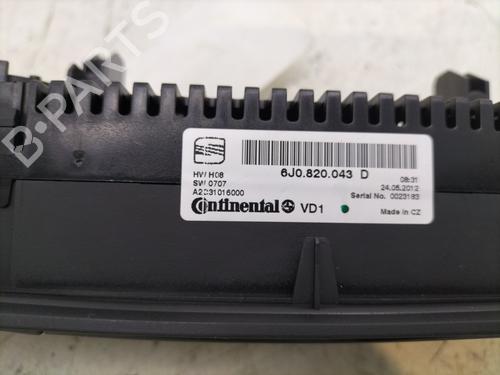 B-PARTS
6J0.820.043 D
HW H08
08:31
SW 0707
24.05.2012
A2C31016000
Serial No. 0023183
Continental VD1
Made in CZ